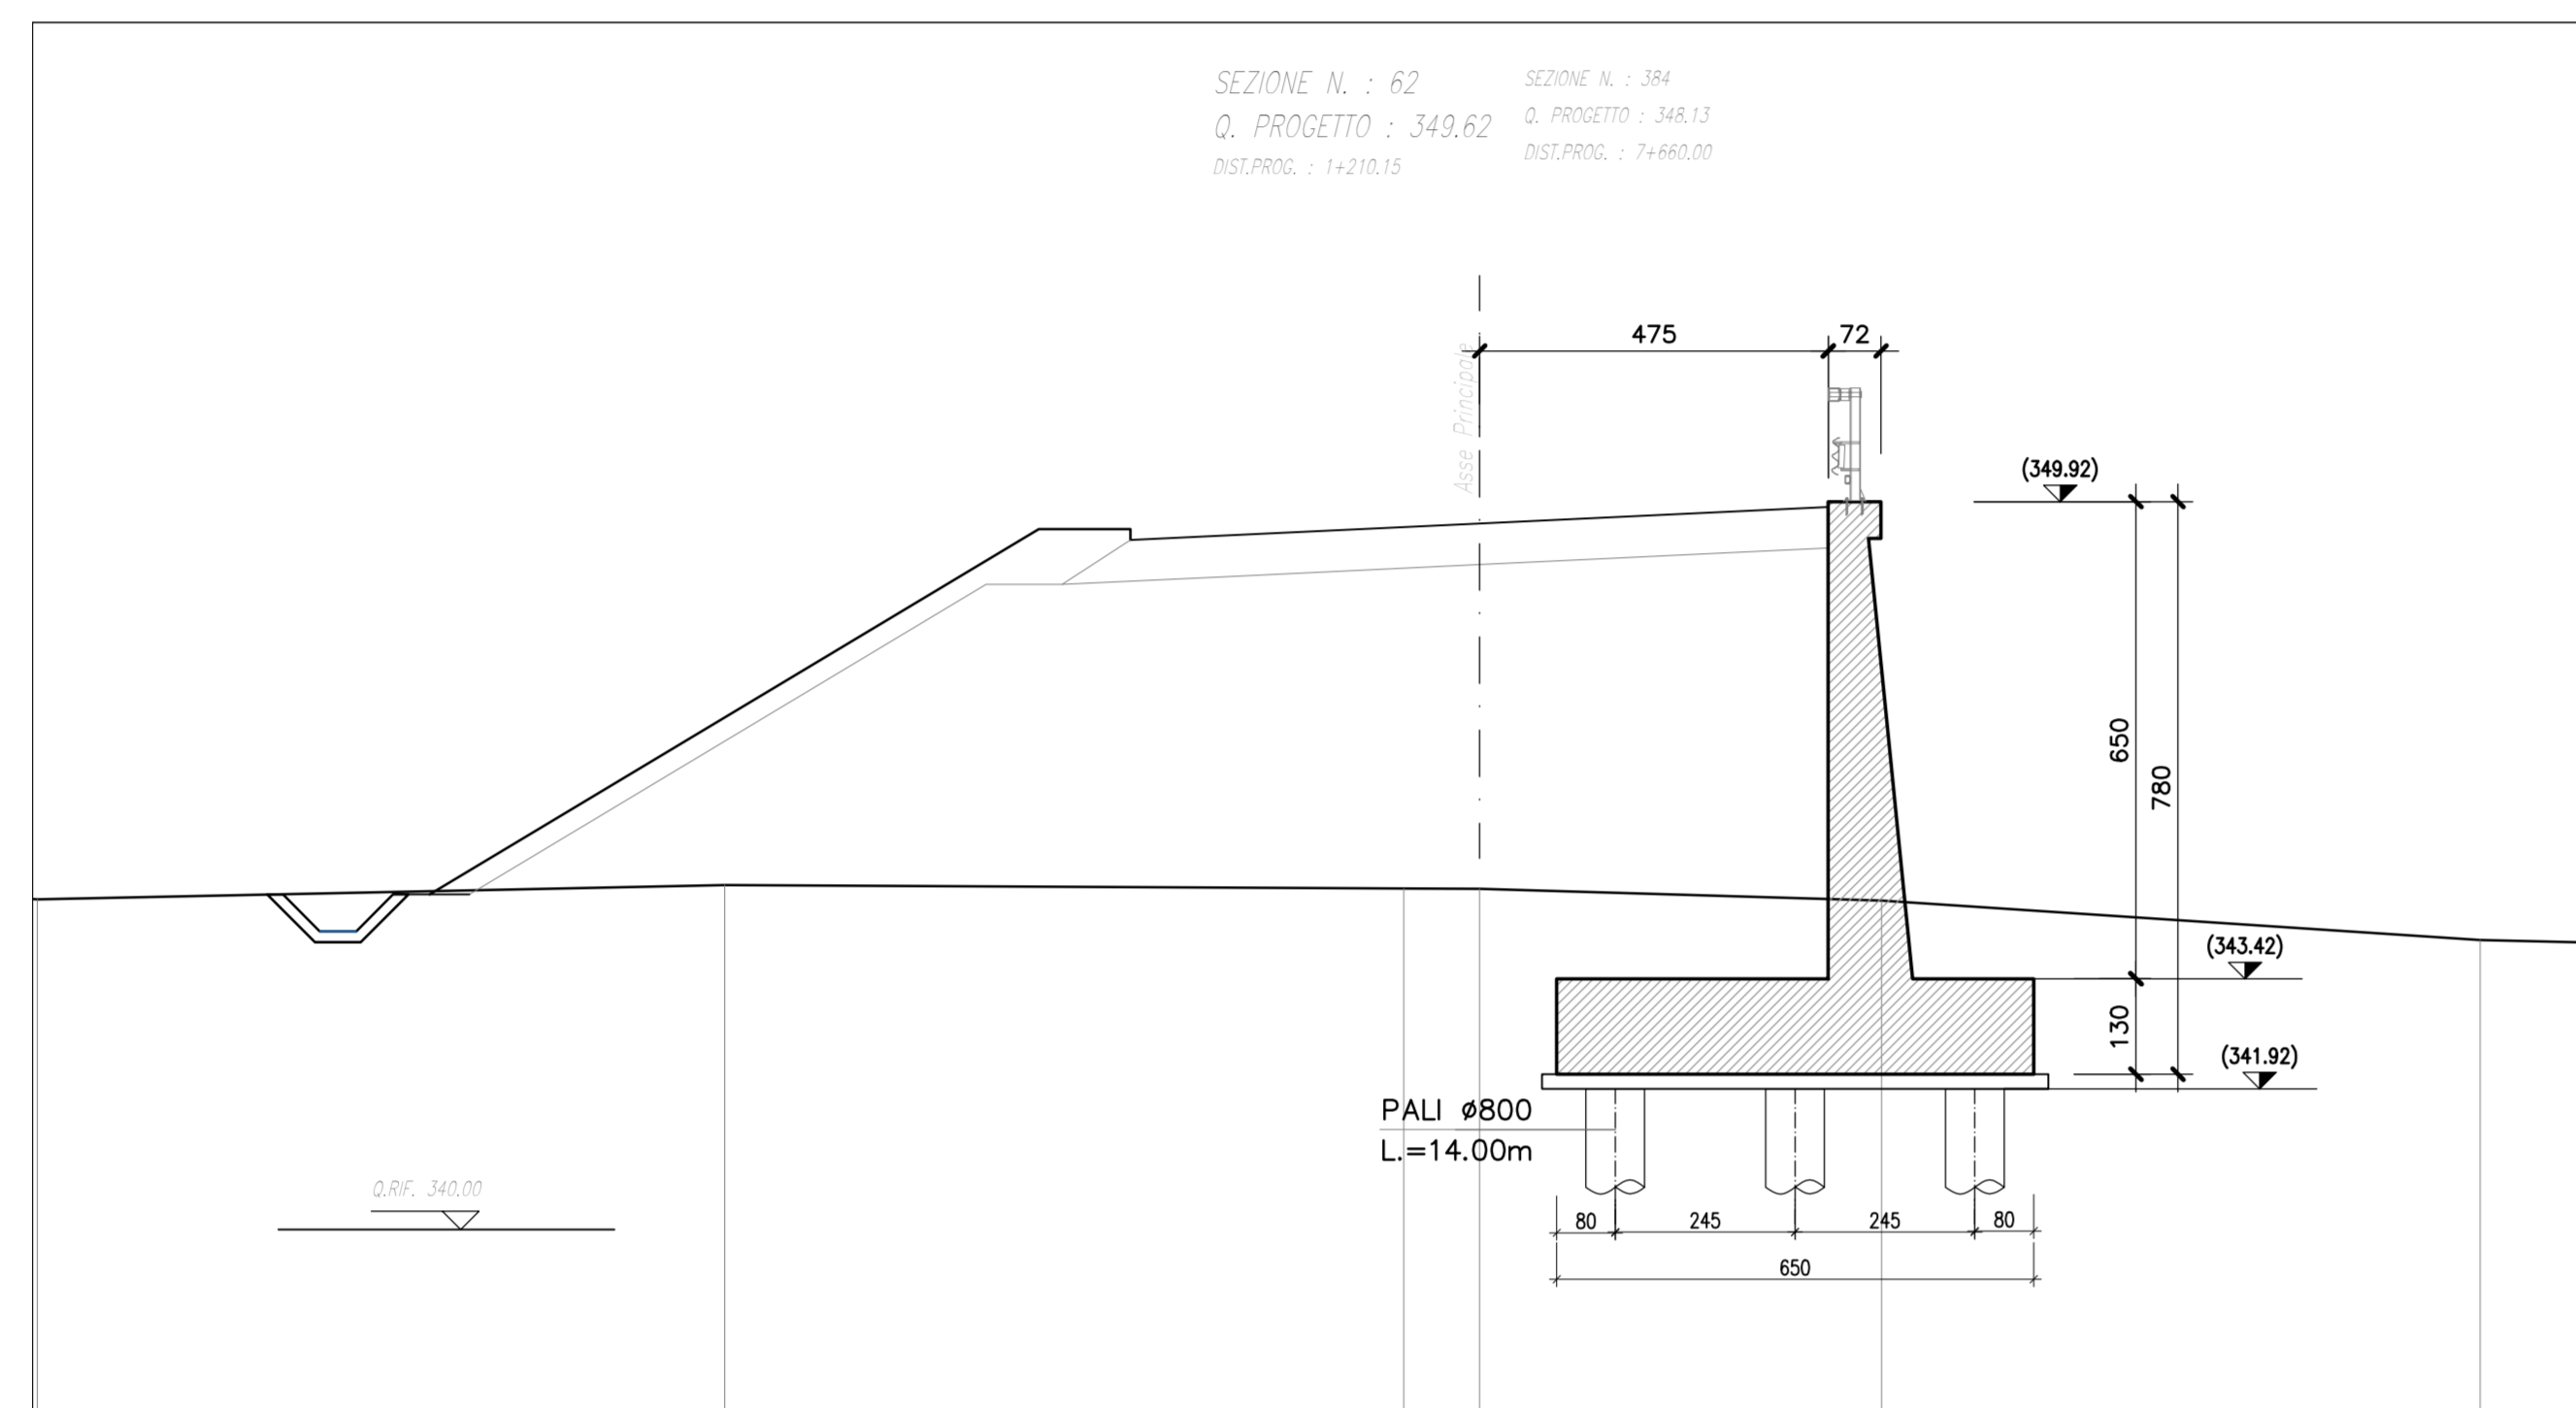 SEZIONE N. : 62
Q. PROGETTO : 349.62
DIST.PROG. : 1+210.15
SEZIONE N. : 384
Q. PROGETTO : 348.13
DIST.PROG. : 7+660.00
475
72
Asse Principale
(349.92)
650
780
(343.42)
130
(341.92)
PALI ø800
L.=14.00m
Q.RIF. 340.00
80
245
245
80
650